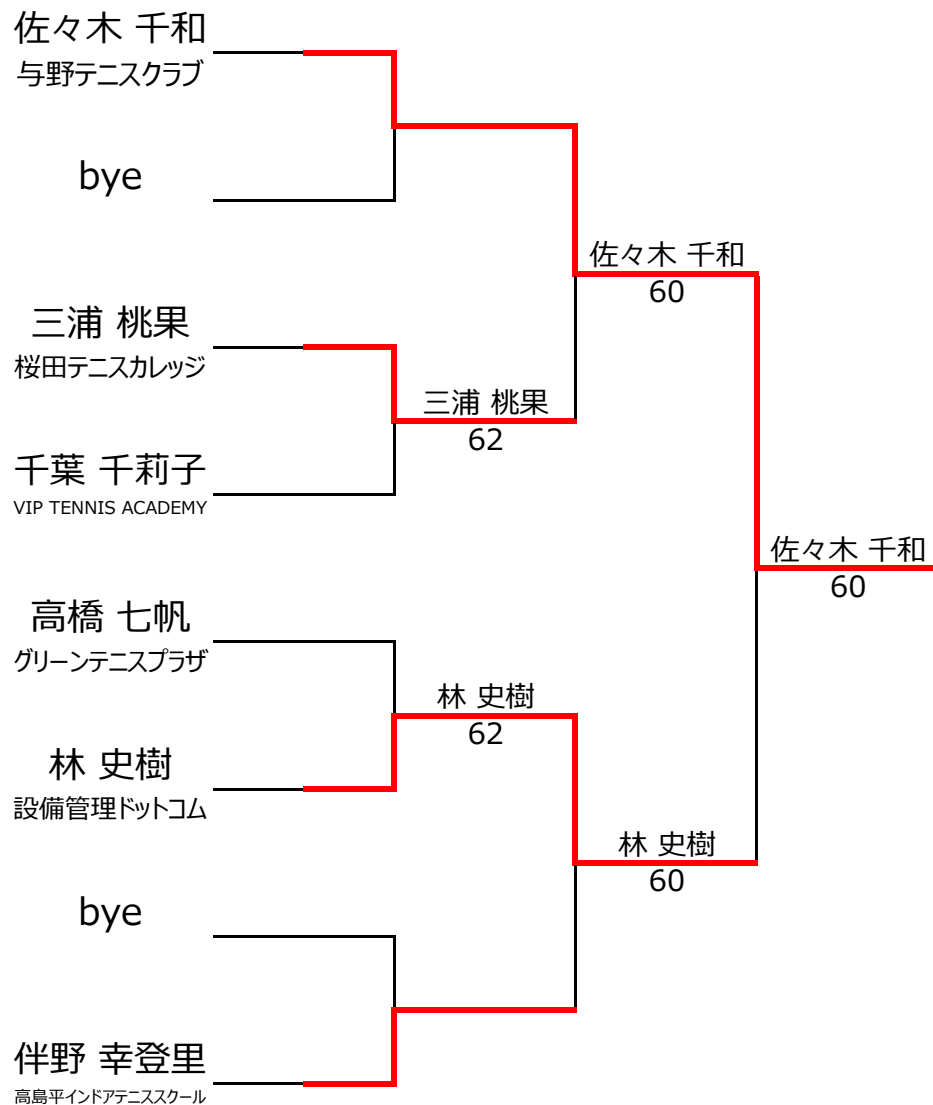 佐々木 千和
与野テニスクラブ
bye
佐々木 千和
60
三浦 桃果
桜田テニスカレッジ
三浦 桃果
62
千葉 千莉子
VIP TENNIS ACADEMY
佐々木 千和
60
高橋 七帆
グリーンテニスプラザ
林 史樹
62
林 史樹
設備管理ドットコム
林 史樹
60
bye
伴野 幸登里
高島平インドアテニススクール